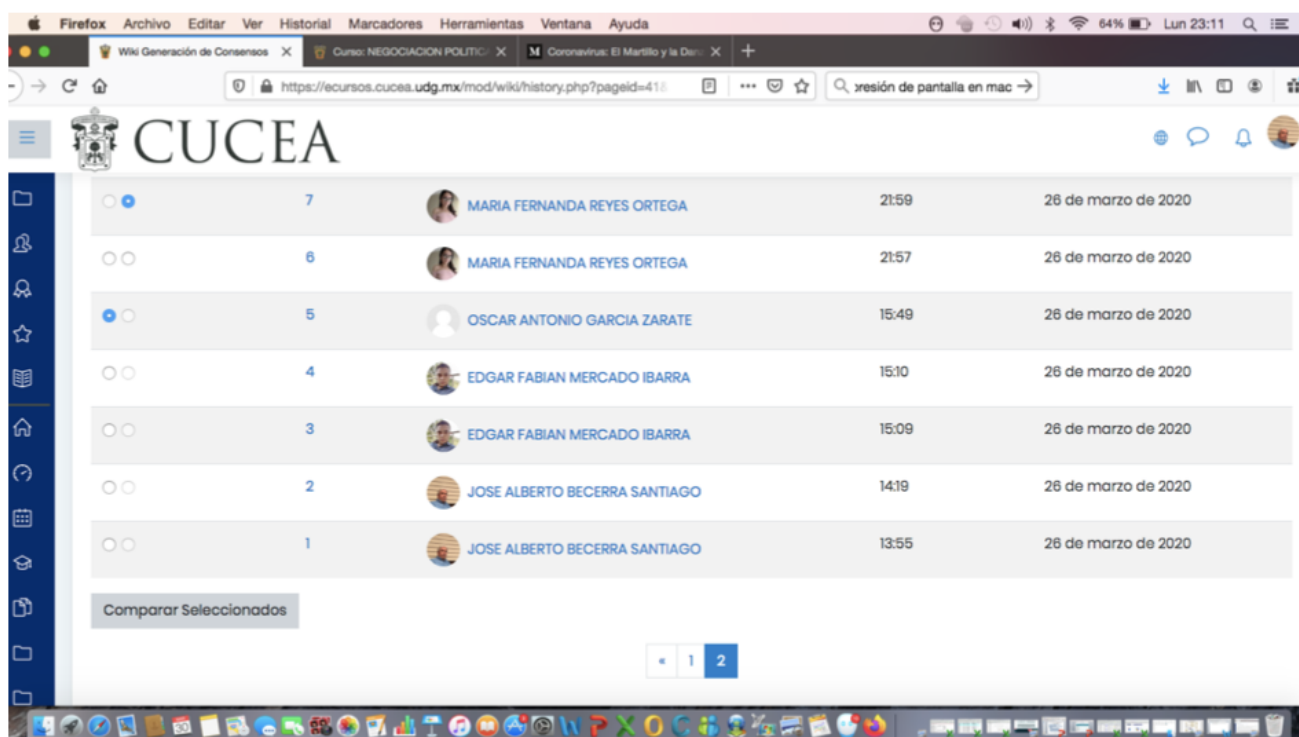 Firefox Archivo Editar Ver Historial Marcadores Herramientas Ventana Ayuda 64% Lun 23:11
Wiki Generación de Consensos Curso: NEGOCIACION POLITIC M Coronavirus: El Martillo y la Dan
https://ecursos.cucea.udg.mx/mod/wiki/history.php?pageid=418 presión de pantalla en mac
CUCEA
7 MARIA FERNANDA REYES ORTEGA 21:59 26 de marzo de 2020
6 MARIA FERNANDA REYES ORTEGA 21:57 26 de marzo de 2020
5 OSCAR ANTONIO GARCIA ZARATE 15:49 26 de marzo de 2020
4 EDGAR FABIAN MERCADO IBARRA 15:10 26 de marzo de 2020
3 EDGAR FABIAN MERCADO IBARRA 15:09 26 de marzo de 2020
2 JOSE ALBERTO BECERRA SANTIAGO 14:19 26 de marzo de 2020
1 JOSE ALBERTO BECERRA SANTIAGO 13:55 26 de marzo de 2020
Comparar Seleccionados
« 1 2